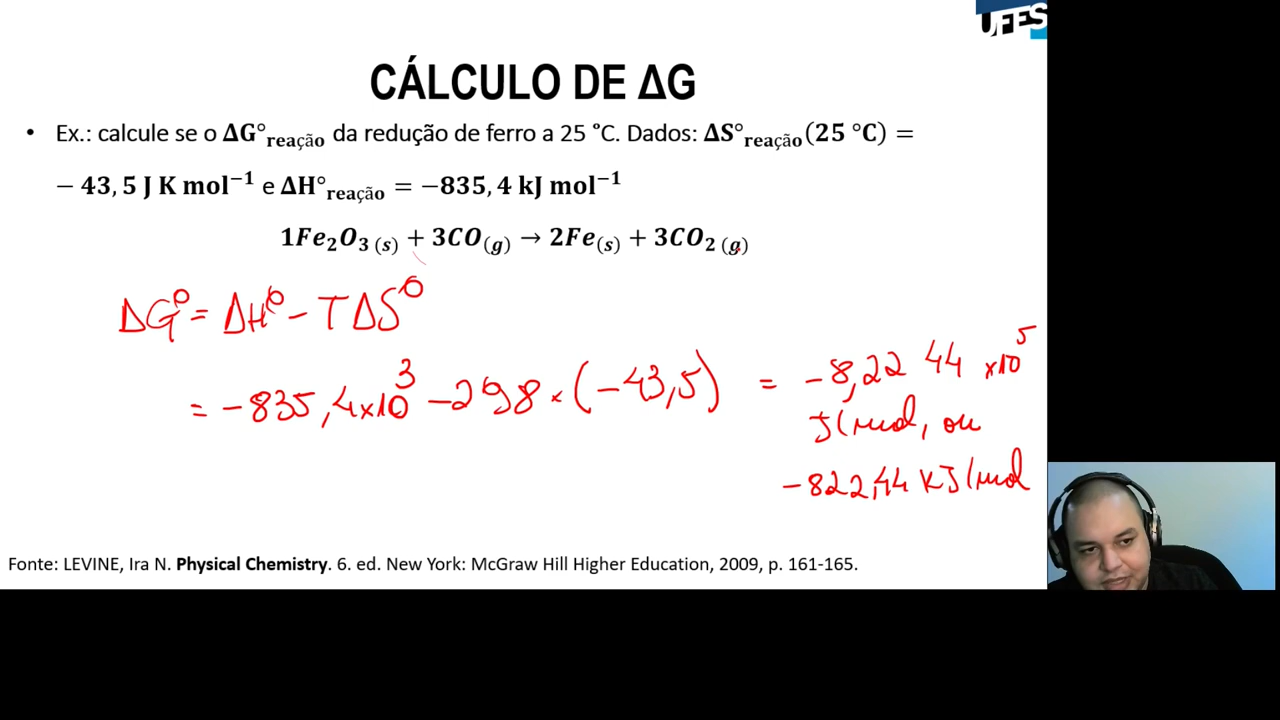 UFES
CÁLCULO DE ΔG
• Ex.: calcule se o ΔG°reação da redução de ferro a 25 °C. Dados: ΔS°reação(25 °C) =
− 43,5 J K mol⁻¹ e ΔH°reação = −835,4 kJ mol⁻¹
1Fe₂O₃ (s) + 3CO(g) → 2Fe(s) + 3CO₂ (g)
ΔG° = ΔH° − TΔS°
= −835,4x10³ −298 x (−43,5) = −8,2244 x10⁵
J/mol, ou
−822,44 kJ/mol
Fonte: LEVINE, Ira N. Physical Chemistry. 6. ed. New York: McGraw Hill Higher Education, 2009, p. 161-165.